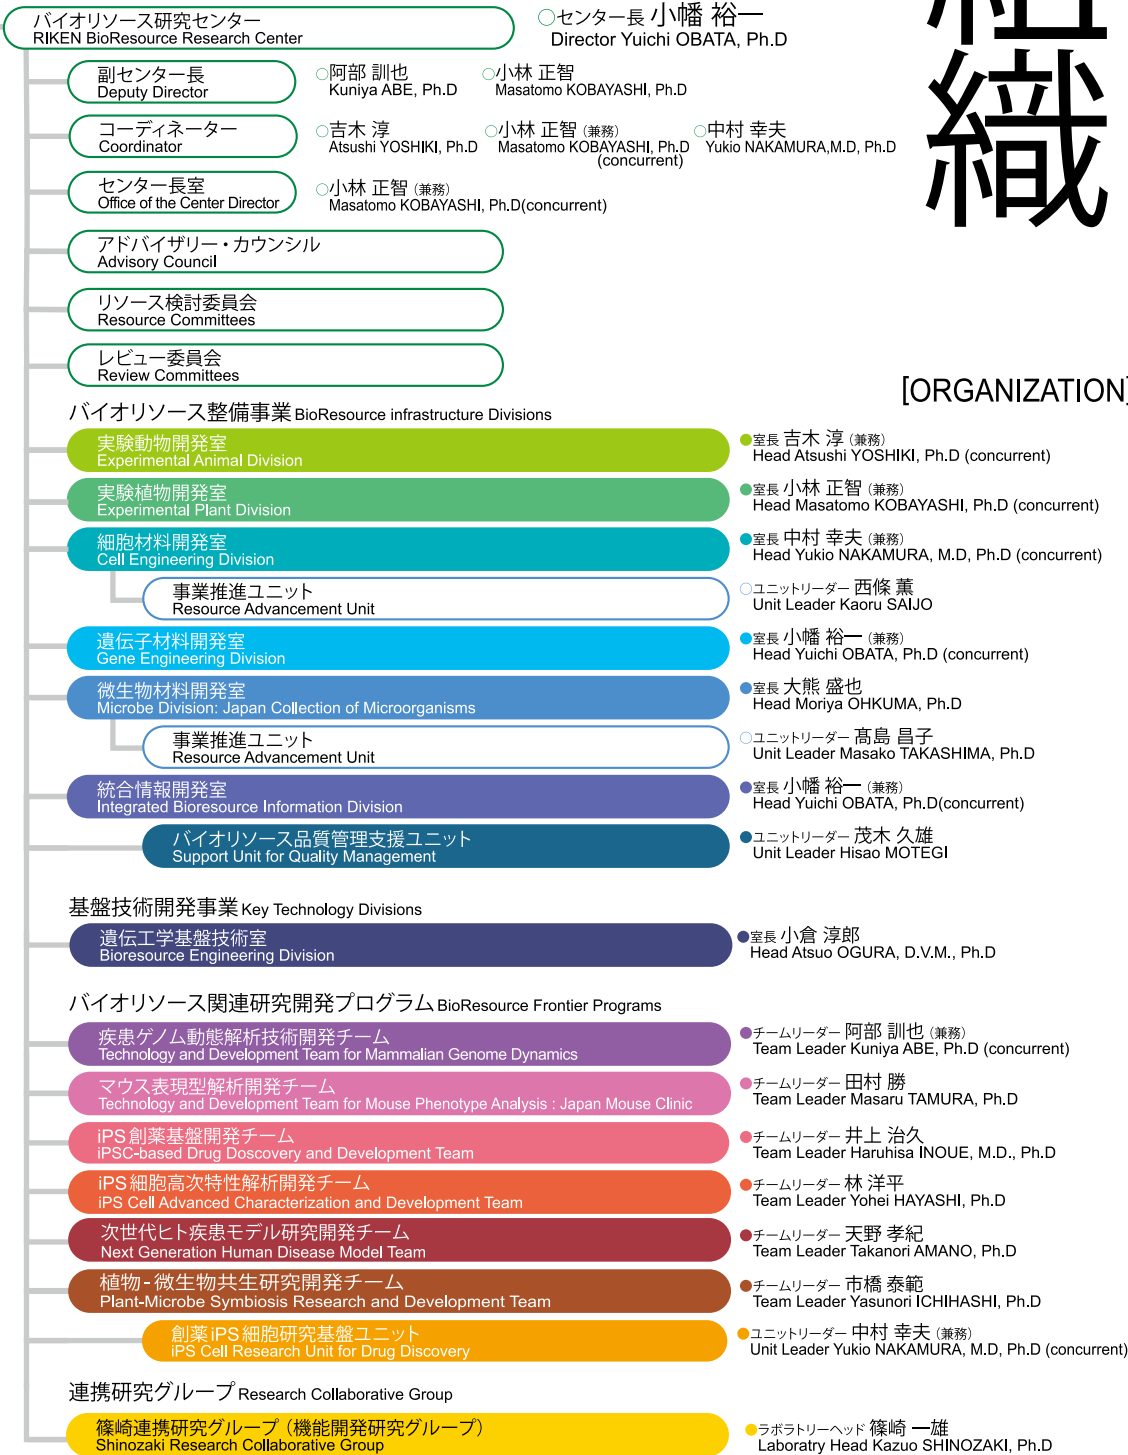 組織
[ORGANIZATION]
バイオリソース研究センター
RIKEN BioResource Research Center
○センター長 小幡 裕一
Director Yuichi OBATA, Ph.D
副センター長
Deputy Director
○阿部 訓也
Kuniya ABE, Ph.D
○小林 正智
Masatomo KOBAYASHI, Ph.D
コーディネーター
Coordinator
○吉木 淳
Atsushi YOSHIKI, Ph.D
○小林 正智 (兼務)
Masatomo KOBAYASHI, Ph.D
(concurrent)
○中村 幸夫
Yukio NAKAMURA,M.D, Ph.D
センター長室
Office of the Center Director
○小林 正智 (兼務)
Masatomo KOBAYASHI, Ph.D(concurrent)
アドバイザリー・カウンシル
Advisory Council
リソース検討委員会
Resource Committees
レビュー委員会
Review Committees
バイオリソース整備事業 BioResource infrastructure Divisions
実験動物開発室
Experimental Animal Division
●室長 吉木 淳 (兼務)
Head Atsushi YOSHIKI, Ph.D (concurrent)
実験植物開発室
Experimental Plant Division
●室長 小林 正智 (兼務)
Head Masatomo KOBAYASHI, Ph.D (concurrent)
細胞材料開発室
Cell Engineering Division
●室長 中村 幸夫 (兼務)
Head Yukio NAKAMURA, M.D, Ph.D (concurrent)
事業推進ユニット
Resource Advancement Unit
○ユニットリーダー 西條 薫
Unit Leader Kaoru SAIJO
遺伝子材料開発室
Gene Engineering Division
●室長 小幡 裕一 (兼務)
Head Yuichi OBATA, Ph.D (concurrent)
微生物材料開発室
Microbe Division: Japan Collection of Microorganisms
●室長 大熊 盛也
Head Moriya OHKUMA, Ph.D
事業推進ユニット
Resource Advancement Unit
○ユニットリーダー 髙島 昌子
Unit Leader Masako TAKASHIMA, Ph.D
統合情報開発室
Integrated Bioresource Information Division
●室長 小幡 裕一 (兼務)
Head Yuichi OBATA, Ph.D(concurrent)
バイオリソース品質管理支援ユニット
Support Unit for Quality Management
●ユニットリーダー 茂木 久雄
Unit Leader Hisao MOTEGI
基盤技術開発事業 Key Technology Divisions
遺伝工学基盤技術室
Bioresource Engineering Division
●室長 小倉 淳郎
Head Atsuo OGURA, D.V.M., Ph.D
バイオリソース関連研究開発プログラム BioResource Frontier Programs
疾患ゲノム動態解析技術開発チーム
Technology and Development Team for Mammalian Genome Dynamics
●チームリーダー 阿部 訓也 (兼務)
Team Leader Kuniya ABE, Ph.D (concurrent)
マウス表現型解析開発チーム
Technology and Development Team for Mouse Phenotype Analysis : Japan Mouse Clinic
●チームリーダー 田村 勝
Team Leader Masaru TAMURA, Ph.D
iPS創薬基盤開発チーム
iPSC-based Drug Doscovery and Development Team
●チームリーダー 井上 治久
Team Leader Haruhisa INOUE, M.D., Ph.D
iPS細胞高次特性解析開発チーム
iPS Cell Advanced Characterization and Development Team
●チームリーダー 林 洋平
Team Leader Yohei HAYASHI, Ph.D
次世代ヒト疾患モデル研究開発チーム
Next Generation Human Disease Model Team
●チームリーダー 天野 孝紀
Team Leader Takanori AMANO, Ph.D
植物-微生物共生研究開発チーム
Plant-Microbe Symbiosis Research and Development Team
●チームリーダー 市橋 泰範
Team Leader Yasunori ICHIHASHI, Ph.D
創薬iPS細胞研究基盤ユニット
iPS Cell Research Unit for Drug Discovery
●ユニットリーダー 中村 幸夫 (兼務)
Unit Leader Yukio NAKAMURA, M.D, Ph.D (concurrent)
連携研究グループ Research Collaborative Group
篠崎連携研究グループ(機能開発研究グループ)
Shinozaki Research Collaborative Group
●ラボラトリーヘッド 篠崎 一雄
Laboratry Head Kazuo SHINOZAKI, Ph.D